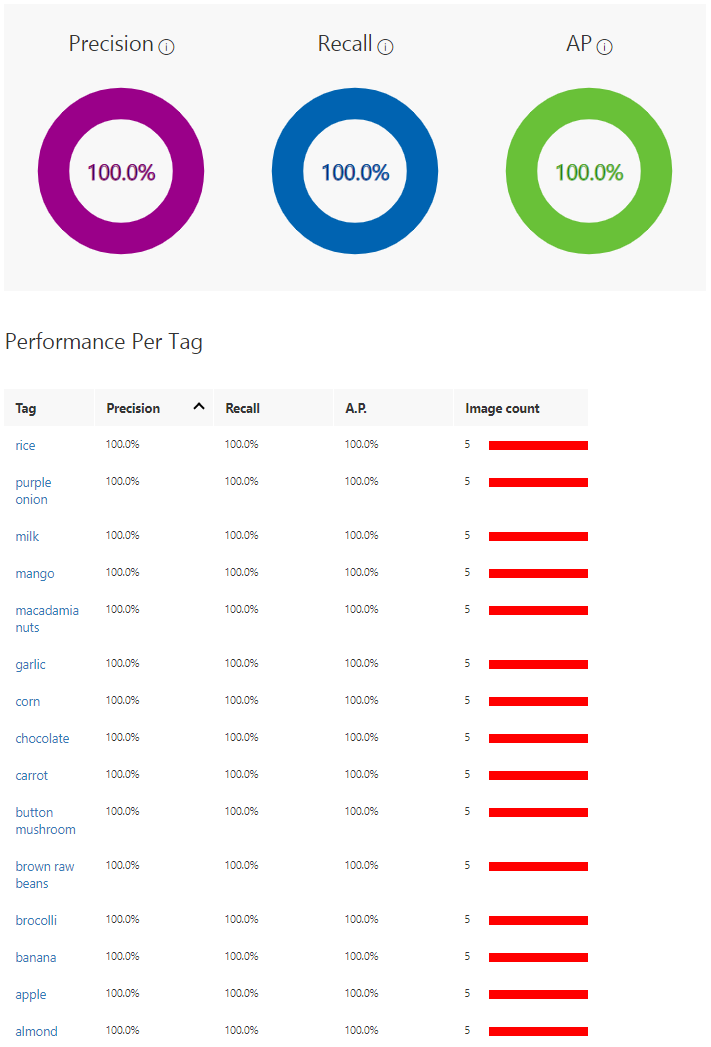 Precision Recall AP
100.0% 100.0% 100.0%
Performance Per Tag
Tag Precision Recall A.P. Image count
rice 100.0% 100.0% 100.0% 5
purple 100.0% 100.0% 100.0% 5
onion
milk 100.0% 100.0% 100.0% 5
mango 100.0% 100.0% 100.0% 5
macadamia 100.0% 100.0% 100.0% 5
nuts
garlic 100.0% 100.0% 100.0% 5
corn 100.0% 100.0% 100.0% 5
chocolate 100.0% 100.0% 100.0% 5
carrot 100.0% 100.0% 100.0% 5
button 100.0% 100.0% 100.0% 5
mushroom
brown raw 100.0% 100.0% 100.0% 5
beans
brocolli 100.0% 100.0% 100.0% 5
banana 100.0% 100.0% 100.0% 5
apple 100.0% 100.0% 100.0% 5
almond 100.0% 100.0% 100.0% 5